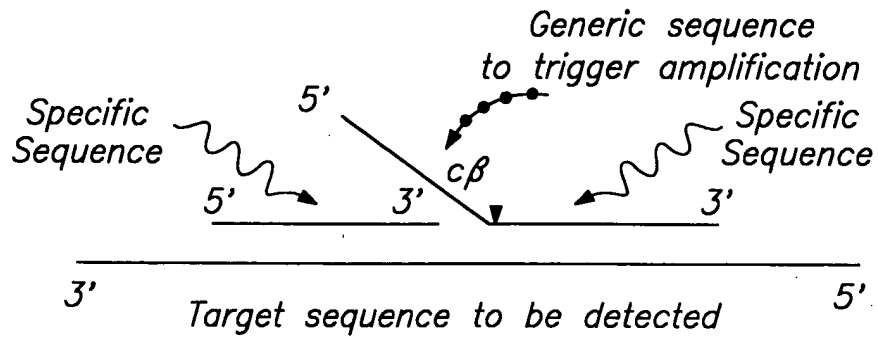 Generic sequence
to trigger amplification
Specific
Sequence
5'
Specific
Sequence
cβ
5'
3'
3'
3'
5'
Target sequence to be detected